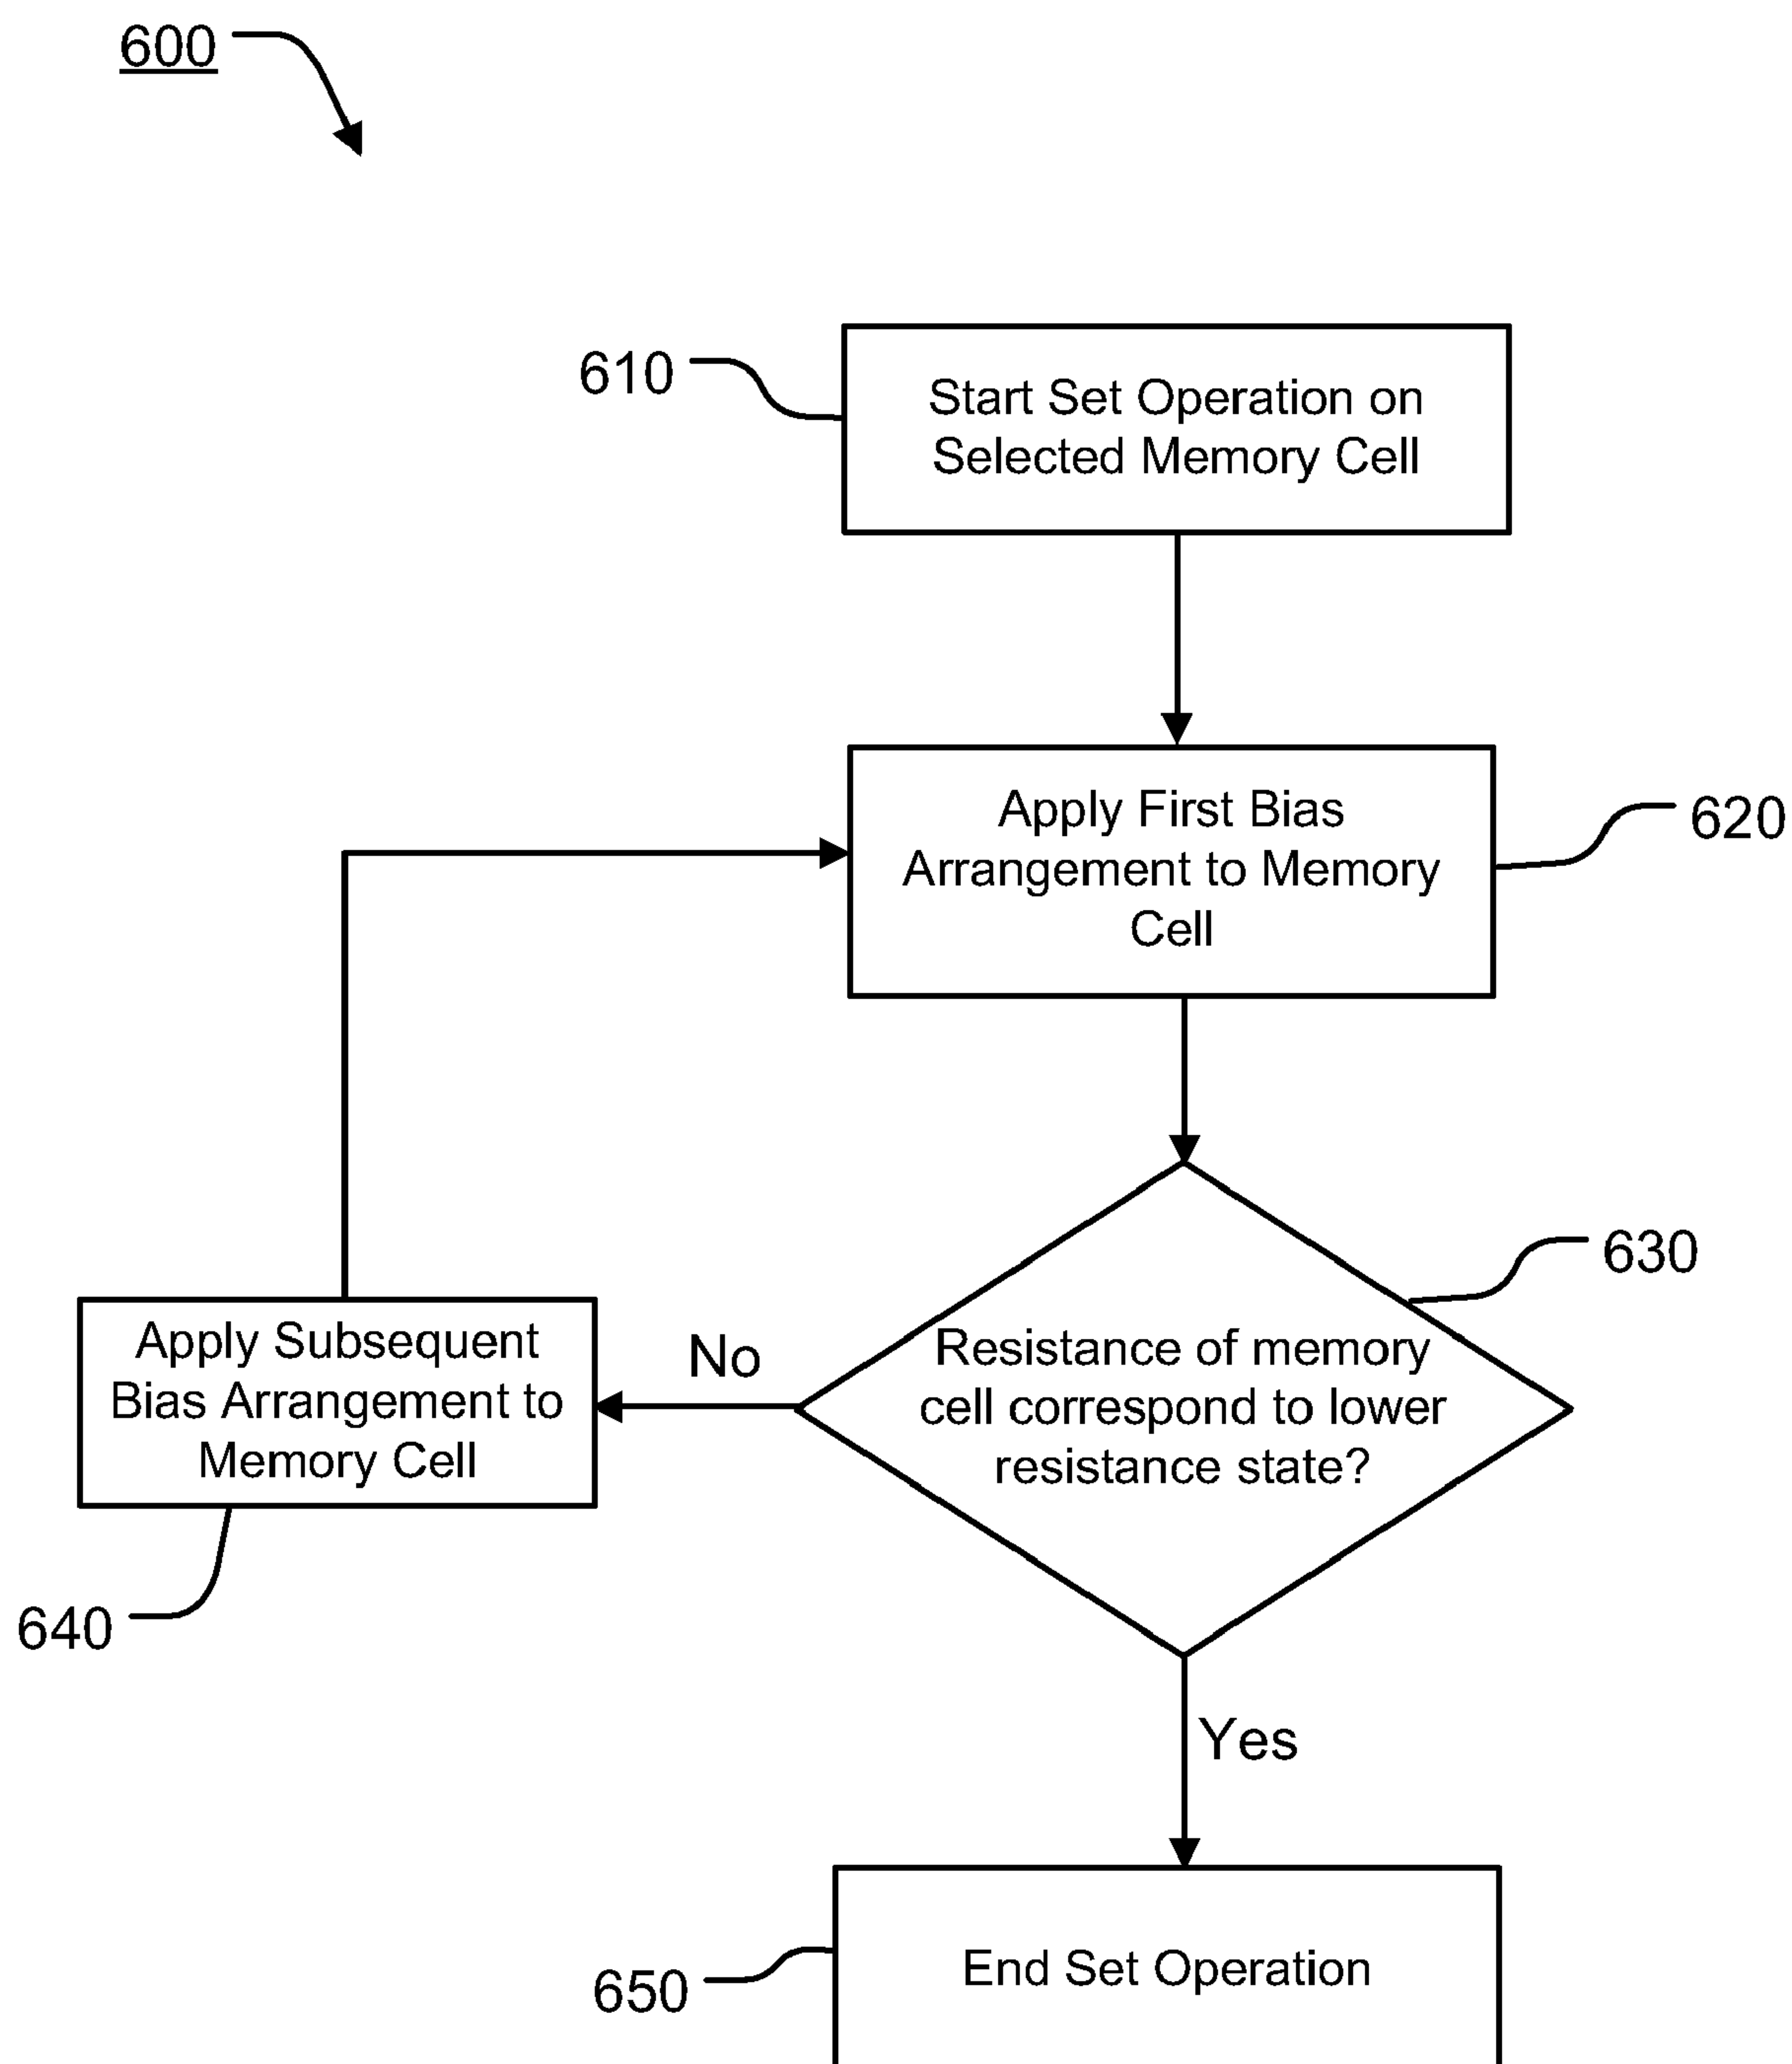 600
610
Start Set Operation on
Selected Memory Cell
Apply First Bias
Arrangement to Memory
Cell
620
630
Resistance of memory
cell correspond to lower
resistance state?
No
Apply Subsequent
Bias Arrangement to
Memory Cell
640
Yes
650
End Set Operation